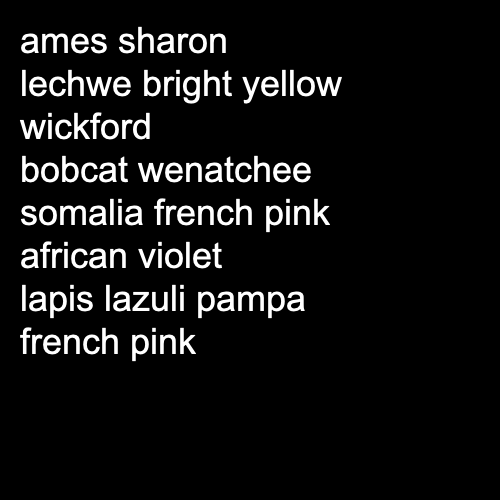 ames sharon
lechwe bright yellow
wickford
bobcat wenatchee
somalia french pink
african violet
lapis lazuli pampa
french pink